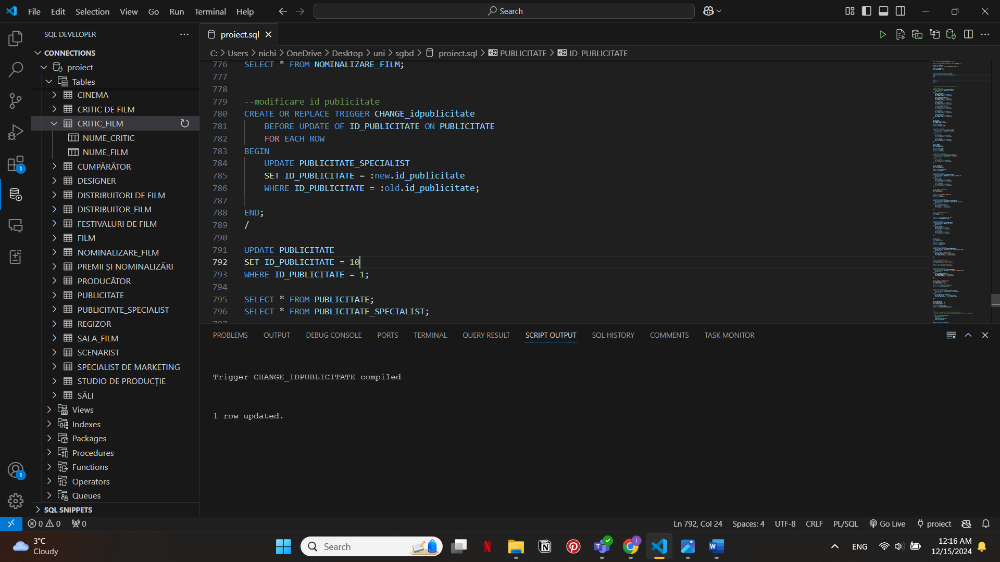 File Edit Selection View Go Run Terminal Help
Search
SQL DEVELOPER
proiect.sql
CONNECTIONS
proiect
Tables
CINEMA
CRITIC DE FILM
CRITIC_FILM
NUME_CRITIC
NUME_FILM
CUMPĂRĂTOR
DESIGNER
DISTRIBUITORI DE FILM
DISTRIBUITOR_FILM
FESTIVALURI DE FILM
FILM
NOMINALIZARE_FILM
PREMII ȘI NOMINALIZĂRI
PRODUCĂTOR
PUBLICITATE
PUBLICITATE_SPECIALIST
REGIZOR
SALA_FILM
SCENARIST
SPECIALIST DE MARKETING
STUDIO DE PRODUCȚIE
SĂLI
Views
Indexes
Packages
Procedures
Functions
Operators
Queues
SQL SNIPPETS
1
1
C: > Users > nichi > OneDrive > Desktop > uni > sgbd > proiect.sql > PUBLICITATE > ID_PUBLICITATE
776 SELECT * FROM NOMINALIZARE_FILM;
777
778
779 --modificare id publicitate
780 CREATE OR REPLACE TRIGGER CHANGE_idpublicitate
781 BEFORE UPDATE OF ID_PUBLICITATE ON PUBLICITATE
782 FOR EACH ROW
783 BEGIN
784 UPDATE PUBLICITATE_SPECIALIST
785 SET ID_PUBLICITATE = :new.id_publicitate
786 WHERE ID_PUBLICITATE = :old.id_publicitate;
787
788 END;
789 /
790
791 UPDATE PUBLICITATE
792 SET ID_PUBLICITATE = 10
793 WHERE ID_PUBLICITATE = 1;
794
795 SELECT * FROM PUBLICITATE;
796 SELECT * FROM PUBLICITATE_SPECIALIST;
PROBLEMS OUTPUT DEBUG CONSOLE PORTS TERMINAL QUERY RESULT SCRIPT OUTPUT SQL HISTORY COMMENTS TASK MONITOR
Trigger CHANGE_IDPUBLICITATE compiled
1 row updated.
0 0 0
Ln 792, Col 24 Spaces: 4 UTF-8 CRLF PL/SQL Go Live proiect
3°C
Cloudy
Search
ENG
12:16 AM
12/15/2024